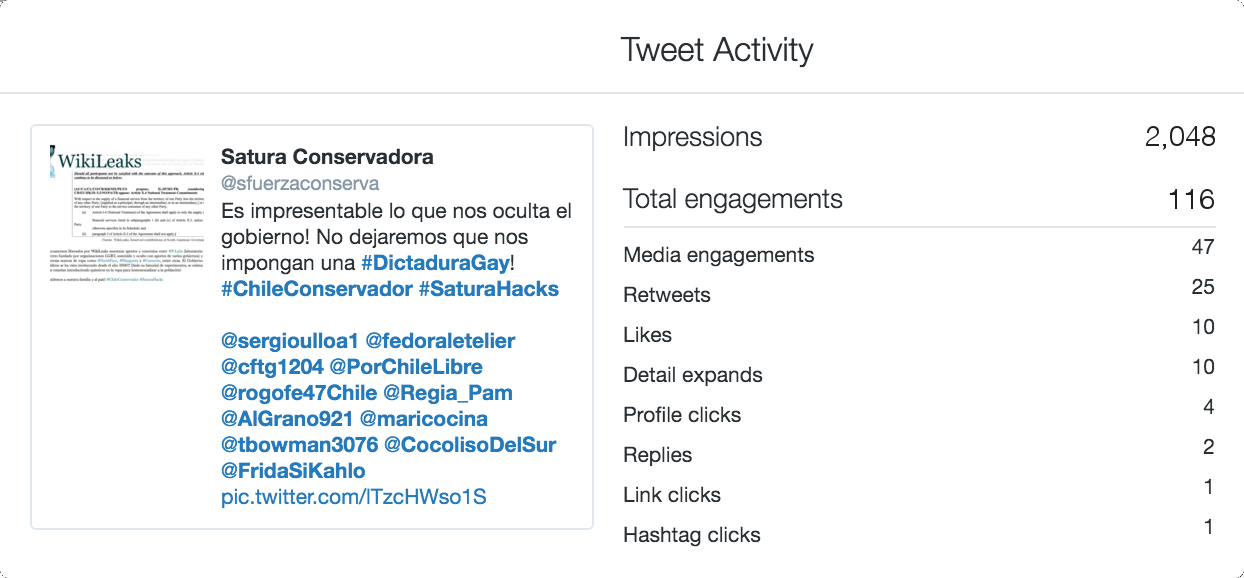 Tweet Activity
WikiLeaks
Satura Conservadora
@sfuerzaconserva
Es impresentable lo que nos oculta el
gobierno! No dejaremos que nos
impongan una #DictaduraGay!
#ChileConservador #SaturaHacks
@sergioulloa1 @fedoraletelier
@cftg1204 @PorChileLibre
@rogofe47Chile @Regia_Pam
@AlGrano921 @maricocina
@tbowman3076 @CocolisoDelSur
@FridaSiKahlo
pic.twitter.com/lTzcHWso1S
Impressions 2,048
Total engagements 116
Media engagements 47
Retweets 25
Likes 10
Detail expands 10
Profile clicks 4
Replies 2
Link clicks 1
Hashtag clicks 1